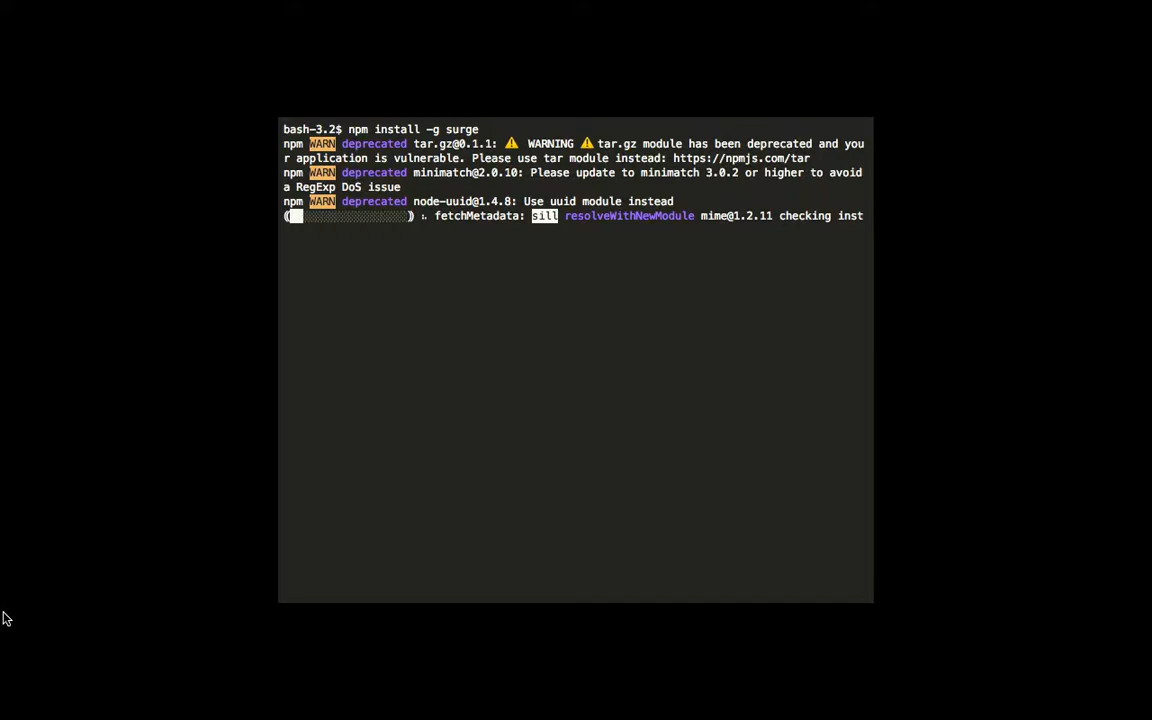 bash-3.2$ npm install -g surge
npm WARN deprecated tar.gz@0.1.1: ⚠️ WARNING ⚠️ tar.gz module has been deprecated and you
r application is vulnerable. Please use tar module instead: https://npmjs.com/tar
npm WARN deprecated minimatch@2.0.10: Please update to minimatch 3.0.2 or higher to avoid
a RegExp DoS issue
npm WARN deprecated node-uuid@1.4.8: Use uuid module instead
(██░░░░░░░░░░░░░░░░) ⠦ fetchMetadata: sill resolveWithNewModule mime@1.2.11 checking inst